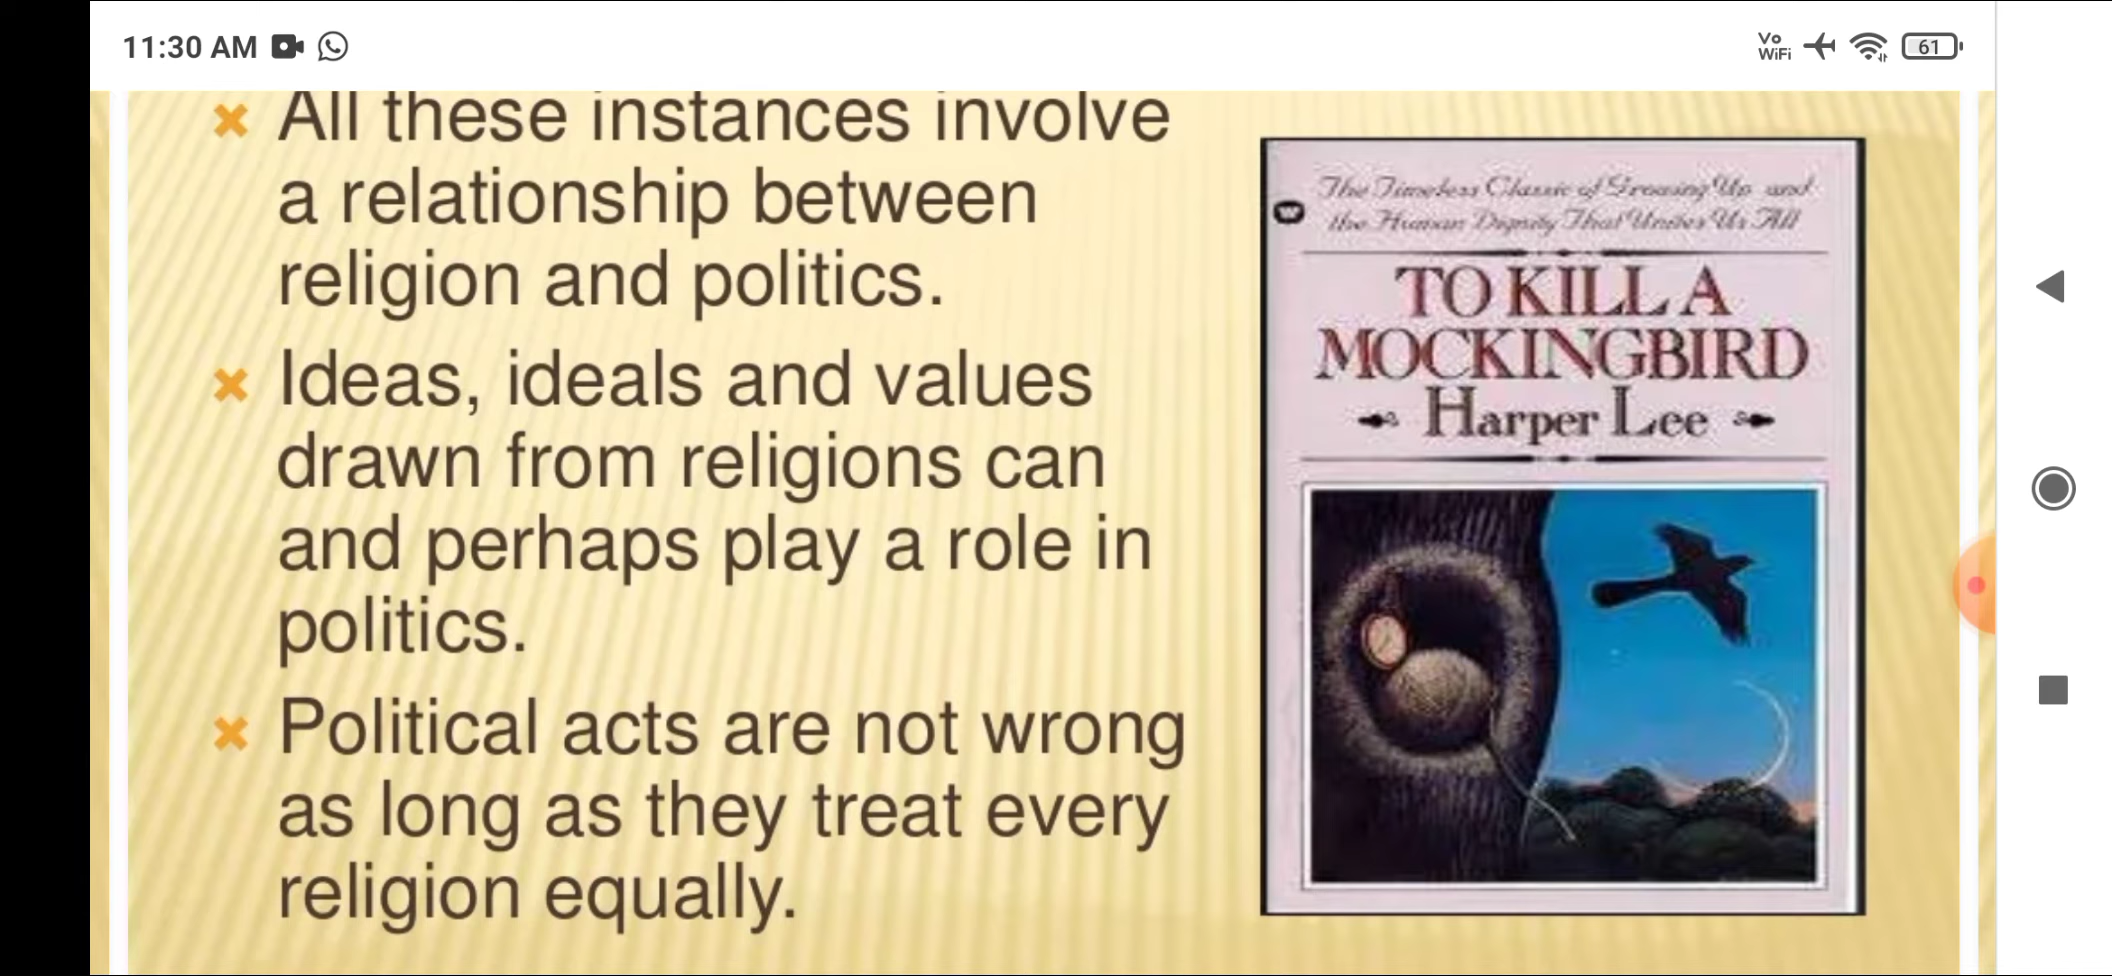 11:30 AM
Vo
WiFi
61
All these instances involve
a relationship between
religion and politics.
Ideas, ideals and values
drawn from religions can
and perhaps play a role in
politics.
Political acts are not wrong
as long as they treat every
religion equally.
The Timeless Classic of Growing Up and
the Human Dignity That Unites Us All
TO KILL A
MOCKINGBIRD
Harper Lee